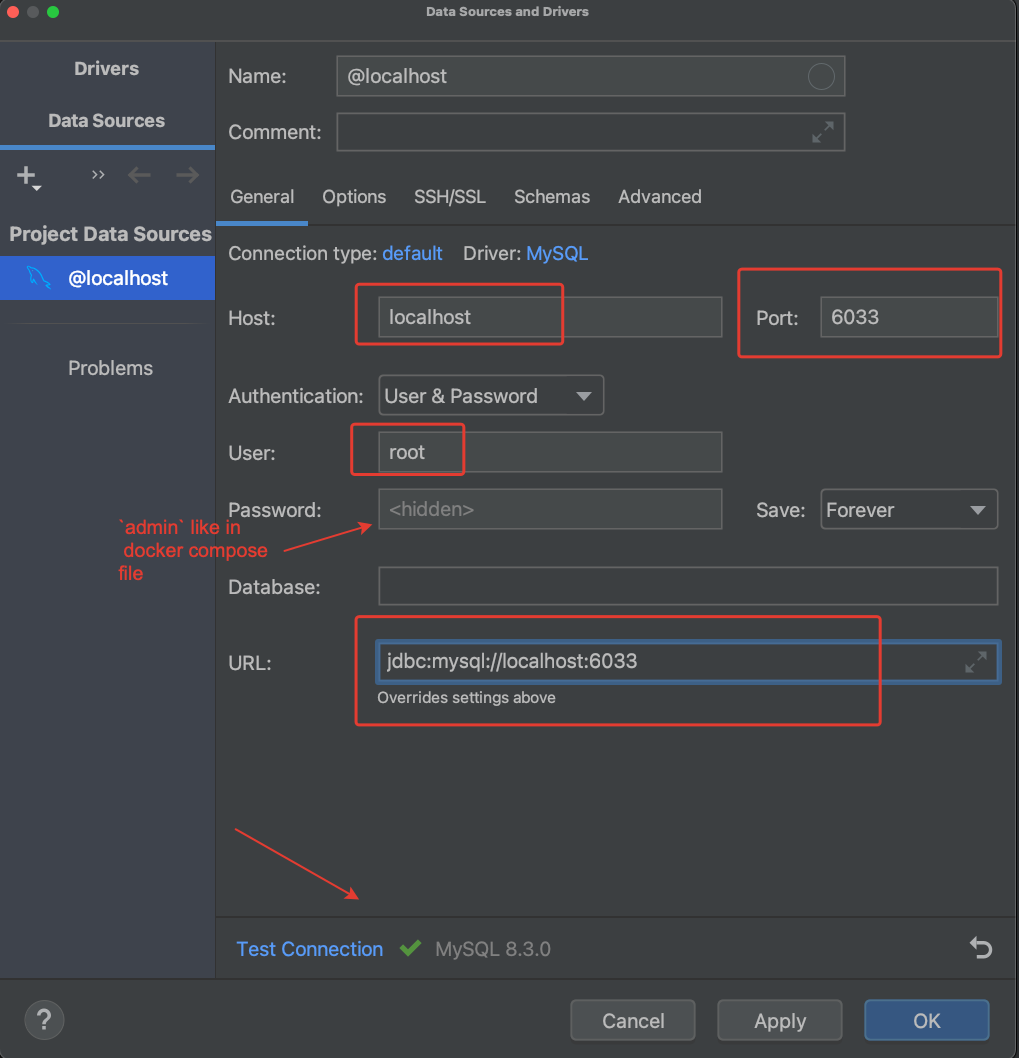 Data Sources and Drivers
Drivers
Data Sources
Project Data Sources
@localhost
Problems
Name: @localhost
Comment:
General Options SSH/SSL Schemas Advanced
Connection type: default Driver: MySQL
Host: localhost Port: 6033
Authentication: User & Password
User: root
Password: <hidden> Save: Forever
`admin` like in
docker compose
file
Database:
URL: jdbc:mysql://localhost:6033
Overrides settings above
Test Connection MySQL 8.3.0
? Cancel Apply OK